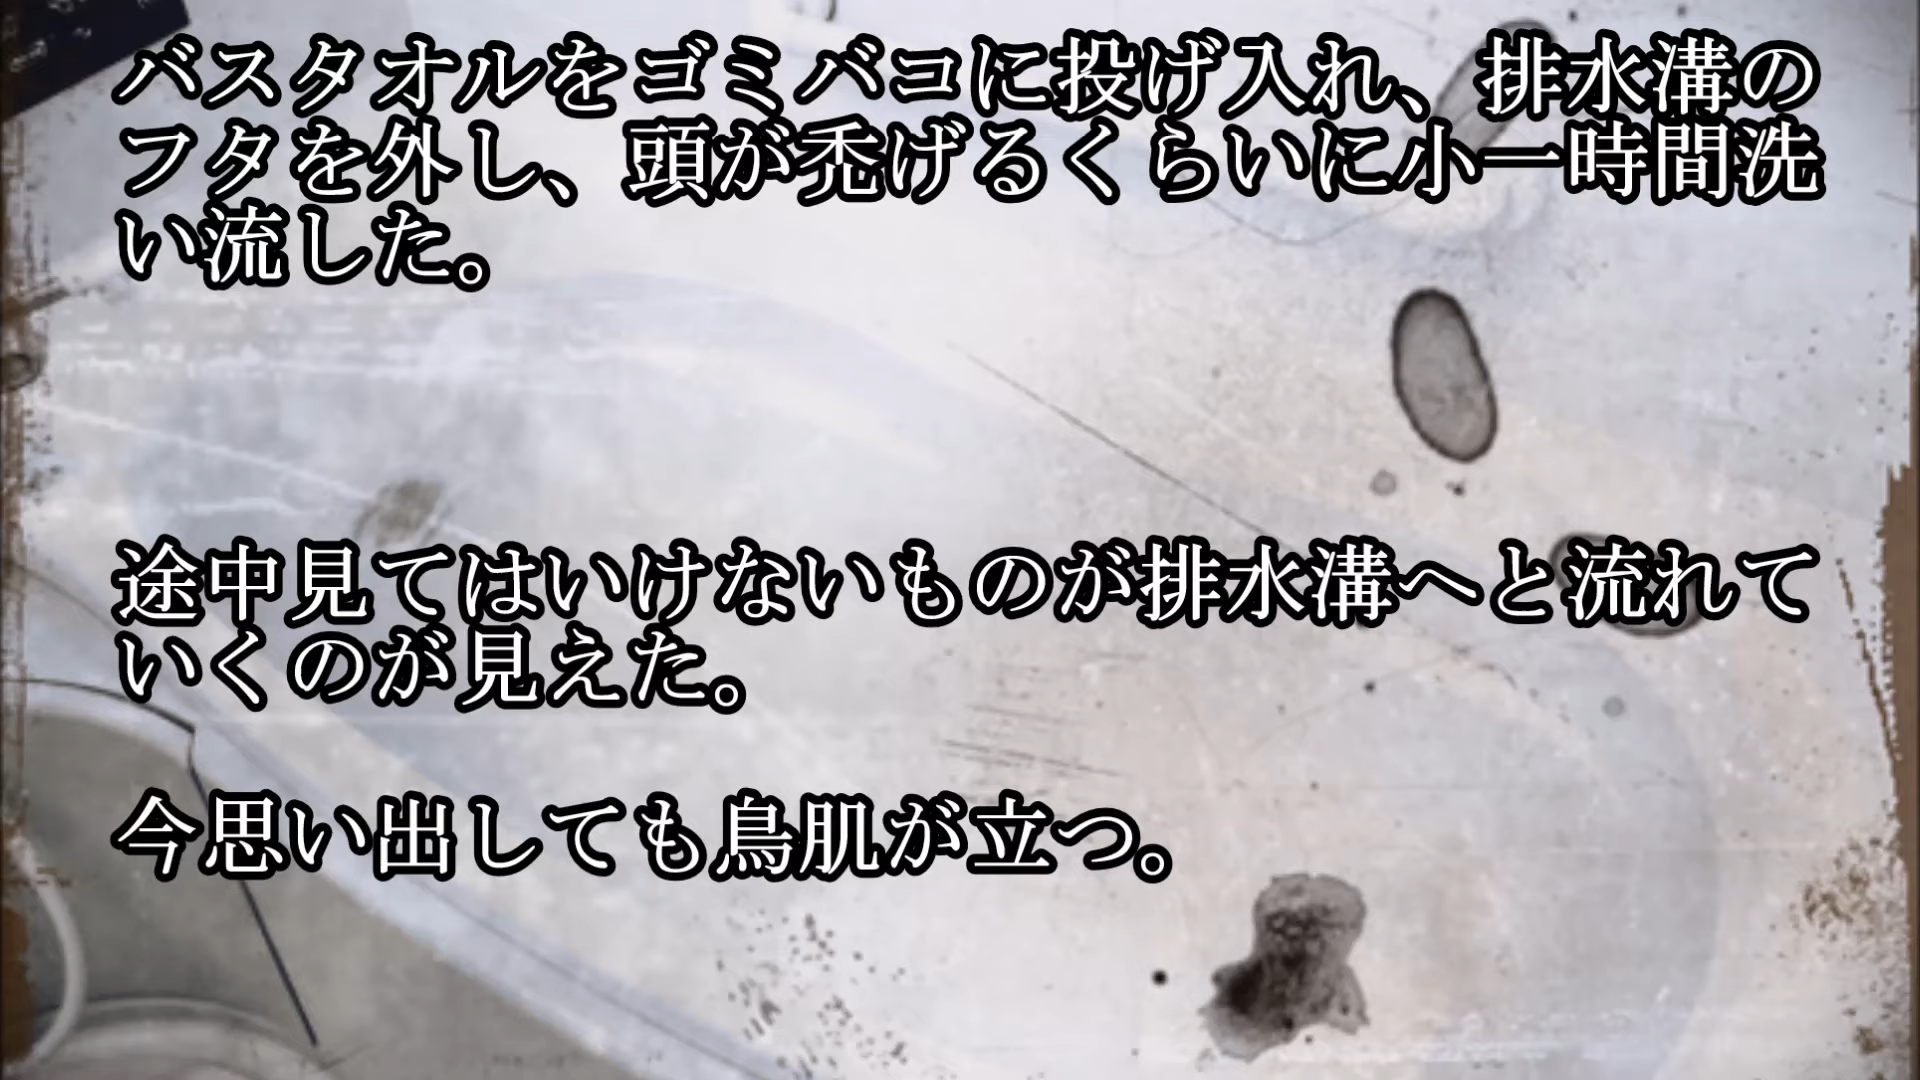 バスタオルをゴミバコに投げ入れ、排水溝の
フタを外し、頭が禿げるくらいに小一時間洗
い流した。
途中見てはいけないものが排水溝へと流れて
いくのが見えた。
今思い出しても鳥肌が立つ。